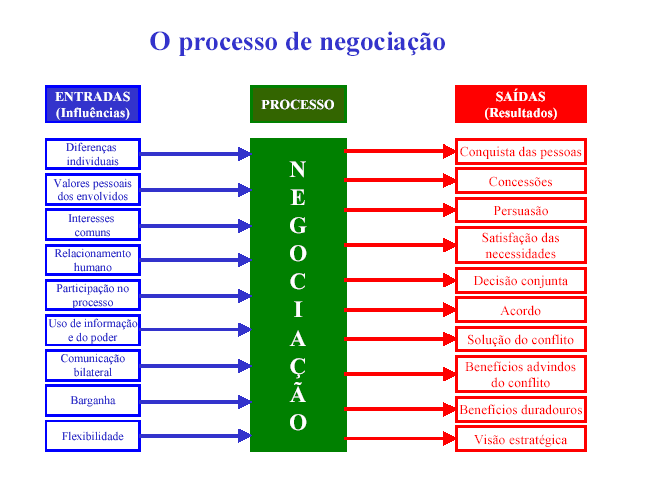 O processo de negociação
ENTRADAS
(Influências)
PROCESSO
SAÍDAS
(Resultados)
Diferenças
individuais
Valores pessoais
dos envolvidos
Interesses
comuns
Relacionamento
humano
Participação no
processo
Uso de informação
e do poder
Comunicação
bilateral
Barganha
Flexibilidade
N
E
G
O
C
I
A
Ç
Ã
O
Conquista das pessoas
Concessões
Persuasão
Satisfação das
necessidades
Decisão conjunta
Acordo
Solução do conflito
Benefícios advindos
do conflito
Benefícios duradouros
Visão estratégica